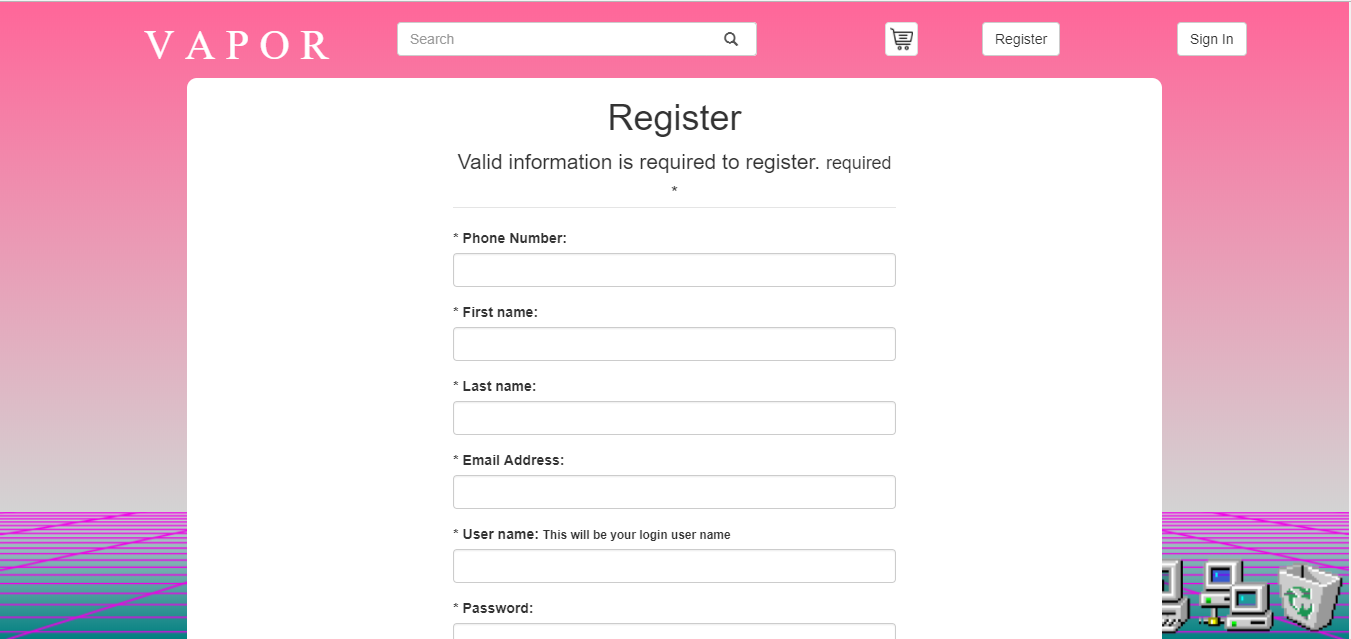 VAPOR
Search
Register
Sign In
Register
Valid information is required to register. required
*
* Phone Number:
* First name:
* Last name:
* Email Address:
* User name: This will be your login user name
* Password: